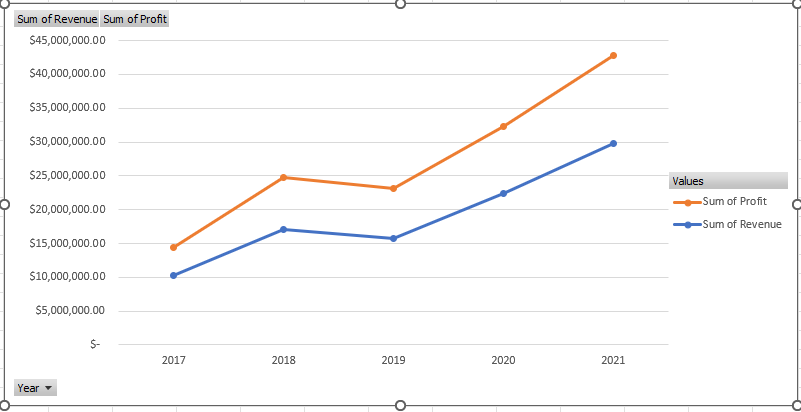 Sum of Revenue Sum of Profit
$45,000,000.00
$40,000,000.00
$35,000,000.00
$30,000,000.00
$25,000,000.00
$20,000,000.00
$15,000,000.00
$10,000,000.00
$5,000,000.00
$-
2017 2018 2019 2020 2021
Values
Sum of Profit
Sum of Revenue
Year